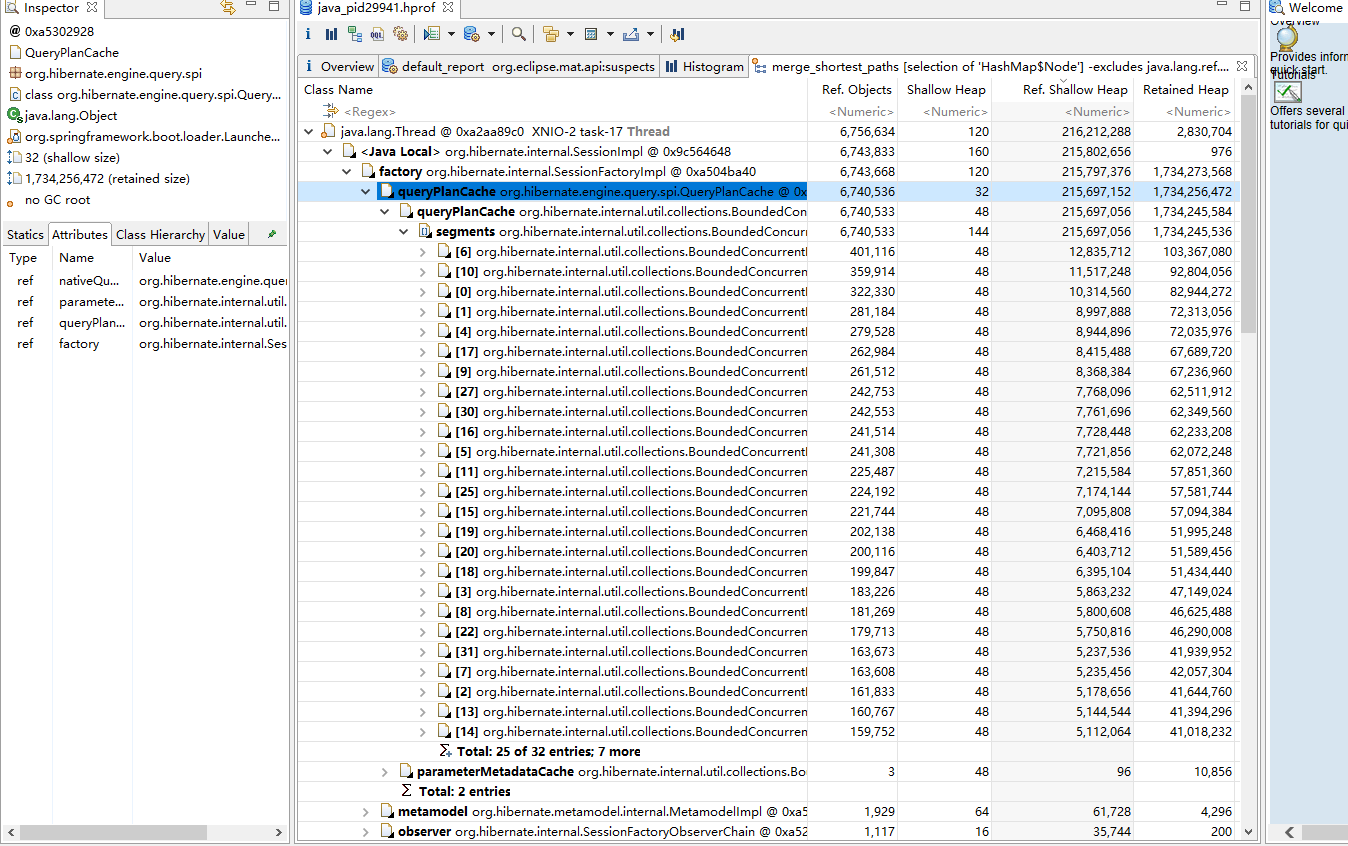 Inspector
@ 0xa5302928
QueryPlanCache
org.hibernate.engine.query.spi
class org.hibernate.engine.query.spi.Query...
java.lang.Object
org.springframework.boot.loader.Launche...
32 (shallow size)
1,734,256,472 (retained size)
no GC root
Statics Attributes Class Hierarchy Value
Type Name Value
ref nativeQu... org.hibernate.engine.que
ref paramete... org.hibernate.internal.util.
ref queryPlan... org.hibernate.internal.util.
ref factory org.hibernate.internal.Ses
java_pid29941.hprof
i Overview default_report org.eclipse.mat.api:suspects Histogram merge_shortest_paths [selection of 'HashMap$Node'] -excludes java.lang.ref....
Class Name Ref. Objects Shallow Heap Ref. Shallow Heap Retained Heap
<Regex> <Numeric> <Numeric> <Numeric> <Numeric>
java.lang.Thread @ 0xa2aa89c0 XNIO-2 task-17 Thread 6,756,634 120 216,212,288 2,830,704
<Java Local> org.hibernate.internal.SessionImpl @ 0x9c564648 6,743,833 160 215,802,656 976
factory org.hibernate.internal.SessionFactoryImpl @ 0xa504ba40 6,743,668 120 215,797,376 1,734,273,568
queryPlanCache org.hibernate.engine.query.spi.QueryPlanCache @ 0x 6,740,536 32 215,697,152 1,734,256,472
queryPlanCache org.hibernate.internal.util.collections.BoundedCon 6,740,533 48 215,697,056 1,734,245,584
segments org.hibernate.internal.util.collections.BoundedConcurr 6,740,533 144 215,697,056 1,734,245,536
[6] org.hibernate.internal.util.collections.BoundedConcurrent 401,116 48 12,835,712 103,367,080
[10] org.hibernate.internal.util.collections.BoundedConcurren 359,914 48 11,517,248 92,804,056
[0] org.hibernate.internal.util.collections.BoundedConcurrent 322,330 48 10,314,560 82,944,272
[1] org.hibernate.internal.util.collections.BoundedConcurrent 281,184 48 8,997,888 72,313,056
[4] org.hibernate.internal.util.collections.BoundedConcurrent 279,528 48 8,944,896 72,035,976
[17] org.hibernate.internal.util.collections.BoundedConcurren 262,984 48 8,415,488 67,689,720
[9] org.hibernate.internal.util.collections.BoundedConcurrent 261,512 48 8,368,384 67,236,960
[27] org.hibernate.internal.util.collections.BoundedConcurren 242,753 48 7,768,096 62,511,912
[30] org.hibernate.internal.util.collections.BoundedConcurren 242,553 48 7,761,696 62,349,560
[16] org.hibernate.internal.util.collections.BoundedConcurren 241,514 48 7,728,448 62,233,208
[5] org.hibernate.internal.util.collections.BoundedConcurrent 241,308 48 7,721,856 62,072,248
[11] org.hibernate.internal.util.collections.BoundedConcurren 225,487 48 7,215,584 57,851,360
[25] org.hibernate.internal.util.collections.BoundedConcurren 224,192 48 7,174,144 57,581,744
[15] org.hibernate.internal.util.collections.BoundedConcurren 221,744 48 7,095,808 57,094,384
[19] org.hibernate.internal.util.collections.BoundedConcurren 202,138 48 6,468,416 51,995,248
[20] org.hibernate.internal.util.collections.BoundedConcurren 200,116 48 6,403,712 51,589,456
[18] org.hibernate.internal.util.collections.BoundedConcurren 199,847 48 6,395,104 51,434,440
[3] org.hibernate.internal.util.collections.BoundedConcurrent 183,226 48 5,863,232 47,149,024
[8] org.hibernate.internal.util.collections.BoundedConcurrent 181,269 48 5,800,608 46,625,488
[22] org.hibernate.internal.util.collections.BoundedConcurren 179,713 48 5,750,816 46,290,008
[31] org.hibernate.internal.util.collections.BoundedConcurren 163,673 48 5,237,536 41,939,952
[7] org.hibernate.internal.util.collections.BoundedConcurrent 163,608 48 5,235,456 42,057,304
[2] org.hibernate.internal.util.collections.BoundedConcurrent 161,833 48 5,178,656 41,644,760
[13] org.hibernate.internal.util.collections.BoundedConcurren 160,767 48 5,144,544 41,394,296
[14] org.hibernate.internal.util.collections.BoundedConcurren 159,752 48 5,112,064 41,018,232
Total: 25 of 32 entries; 7 more
parameterMetadataCache org.hibernate.internal.util.collections.Bo 3 48 96 10,856
Total: 2 entries
metamodel org.hibernate.metamodel.internal.MetamodelImpl @ 0xa5 1,929 64 61,728 4,296
observer org.hibernate.internal.SessionFactoryObserverChain @ 0xa52 1,117 16 35,744 200
Welcome
Overview
Provides inforr
quick start.
Tutorials
Offers several
tutorials for qui